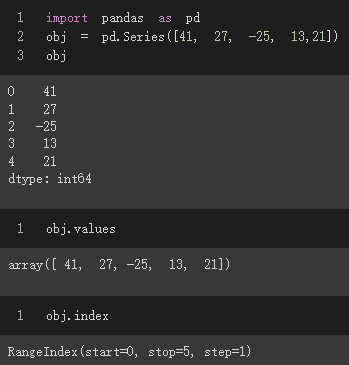 1 import pandas as pd
2 obj = pd.Series([41, 27, -25, 13,21])
3 obj
0 41
1 27
2 -25
3 13
4 21
dtype: int64
1 obj.values
array([ 41, 27, -25, 13, 21])
1 obj.index
RangeIndex(start=0, stop=5, step=1)